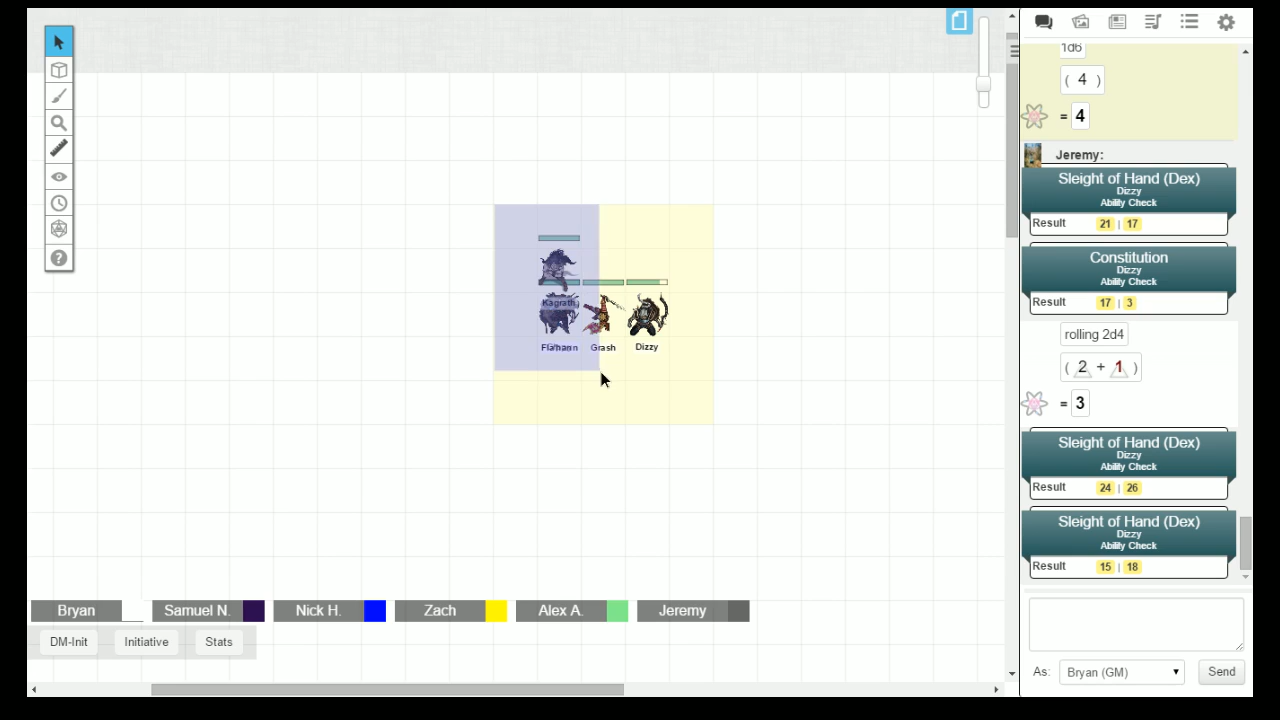 1d6
( 4 )
= 4
Jeremy:
Sleight of Hand (Dex)
Dizzy
Ability Check
Result 21 | 17
Constitution
Dizzy
Ability Check
Result 17 | 3
rolling 2d4
( 2 + 1 )
= 3
Sleight of Hand (Dex)
Dizzy
Ability Check
Result 24 | 26
Sleight of Hand (Dex)
Dizzy
Ability Check
Result 15 | 18
Kagrath
Grash
Dizzy
Bryan
Samuel N.
Nick H.
Zach
Alex A.
Jeremy
DM-Init
Initiative
Stats
As: Bryan (GM)
Send